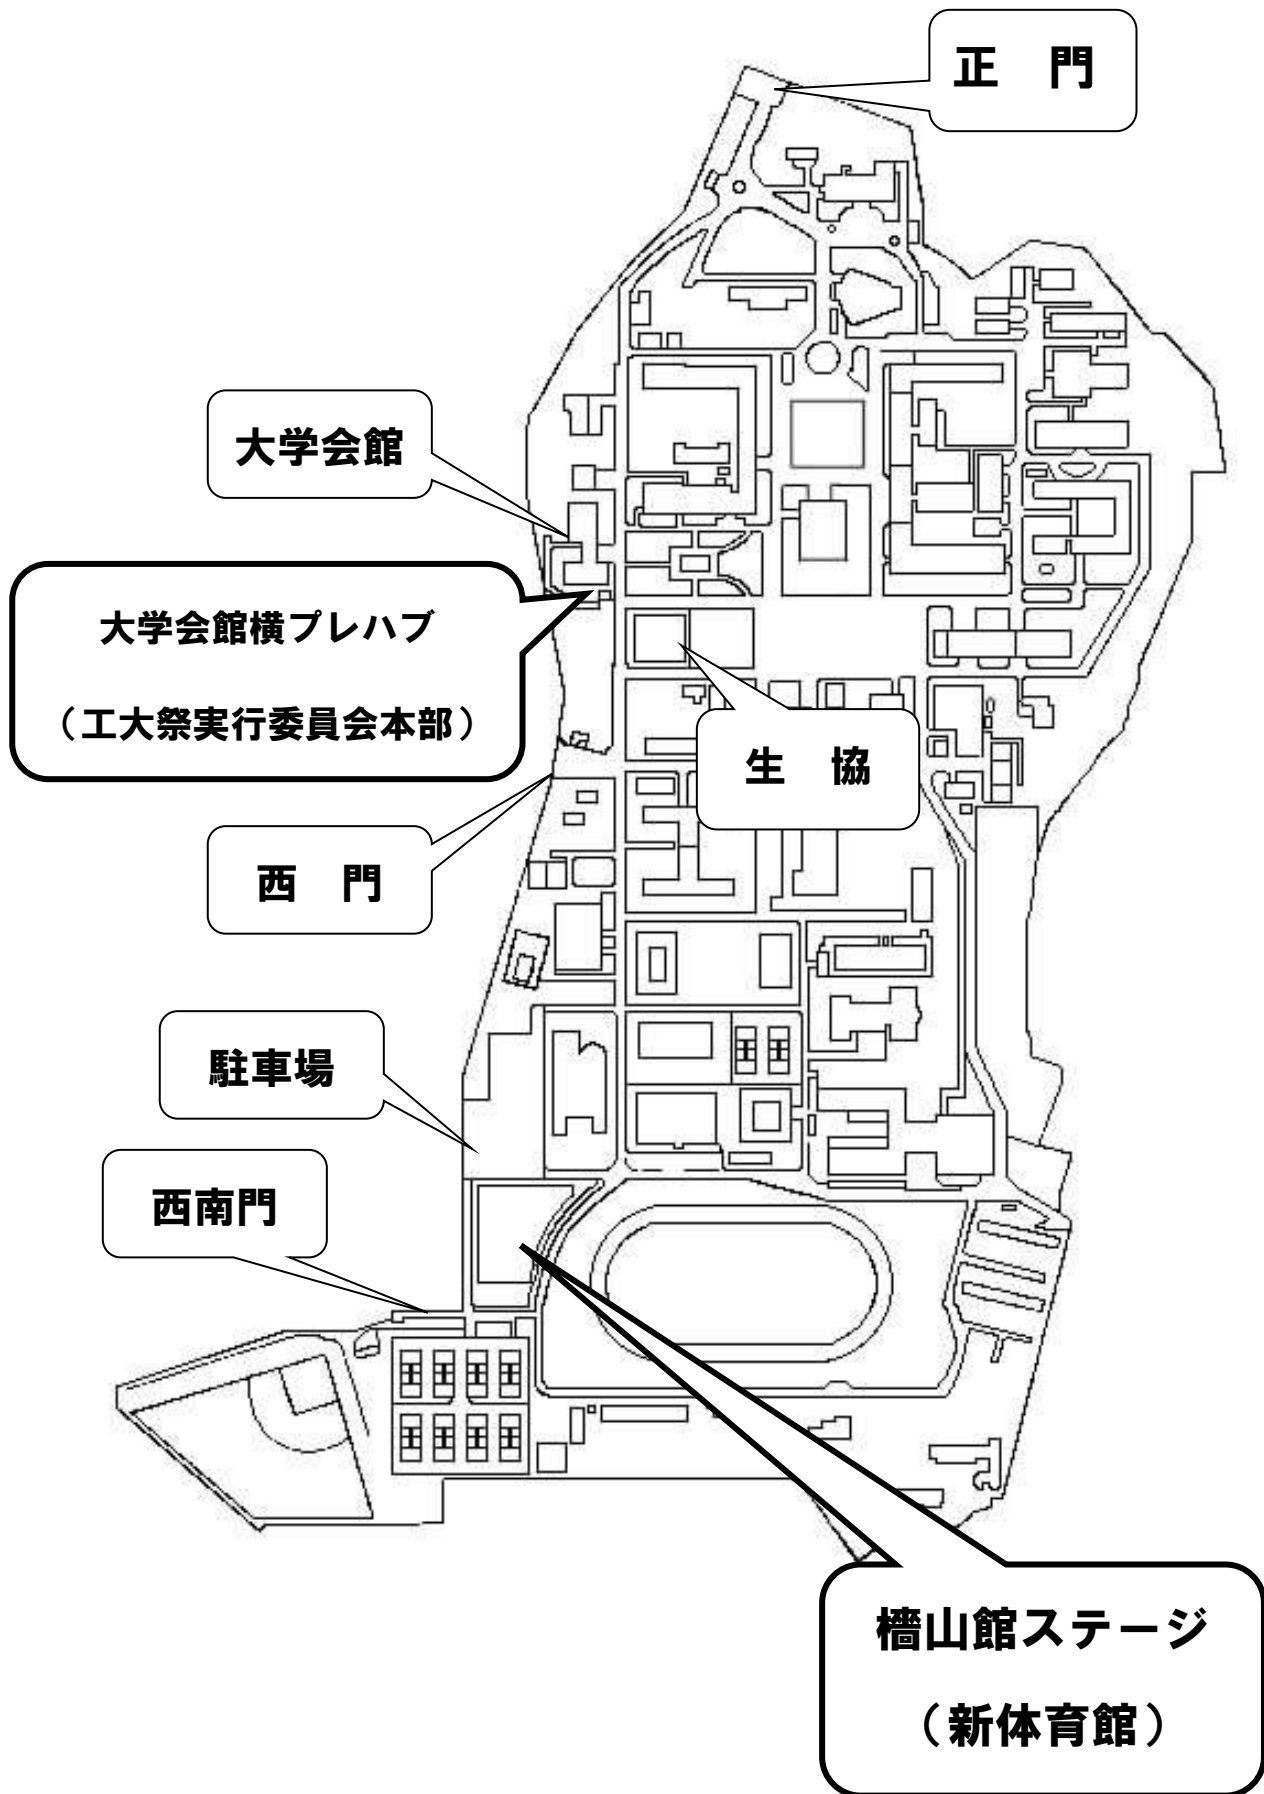 正　門
大学会館
大学会館横プレハブ
（工大祭実行委員会本部）
生　協
西　門
駐車場
西南門
櫓山館ステージ
（新体育館）